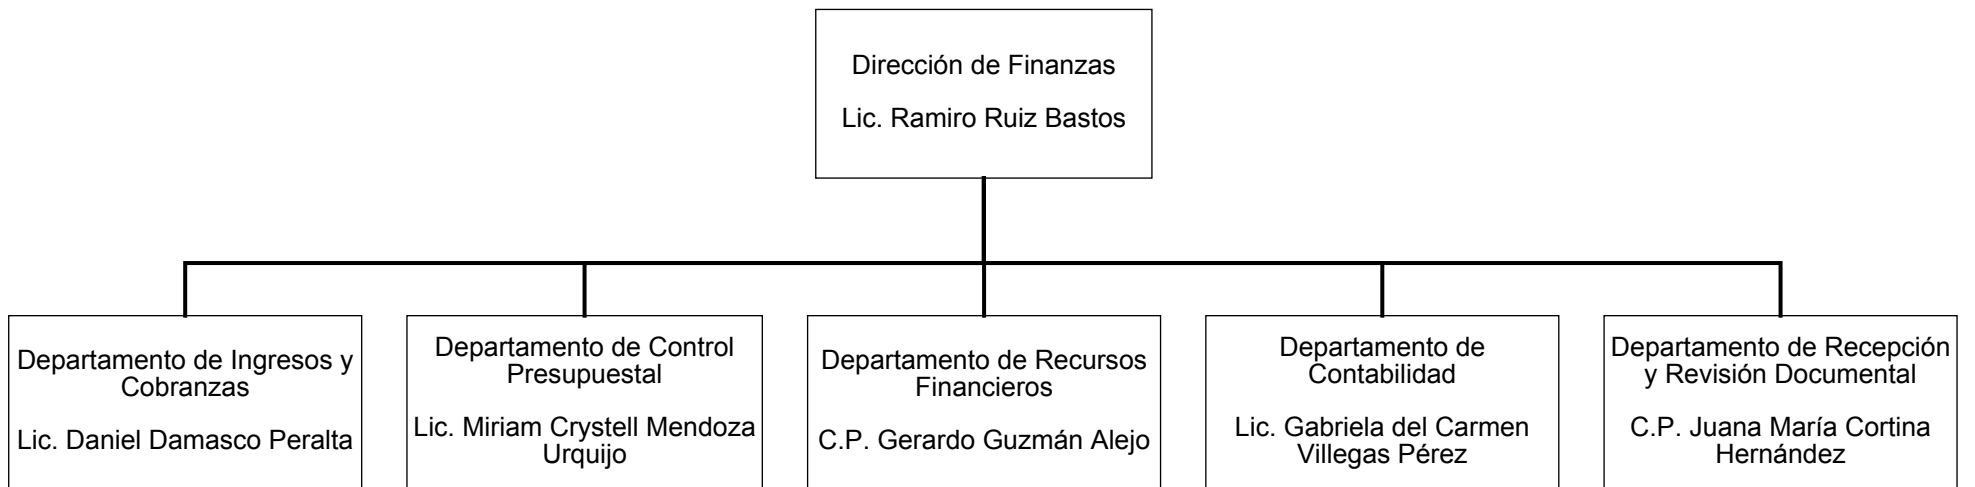 Dirección de Finanzas
Lic. Ramiro Ruiz Bastos
Departamento de Ingresos y
Cobranzas
Lic. Daniel Damasco Peralta
Departamento de Control
Presupuestal
Lic. Miriam Crystell Mendoza
Urquijo
Departamento de Recursos
Financieros
C.P. Gerardo Guzmán Alejo
Departamento de
Contabilidad
Lic. Gabriela del Carmen
Villegas Pérez
Departamento de Recepción
y Revisión Documental
C.P. Juana María Cortina
Hernández